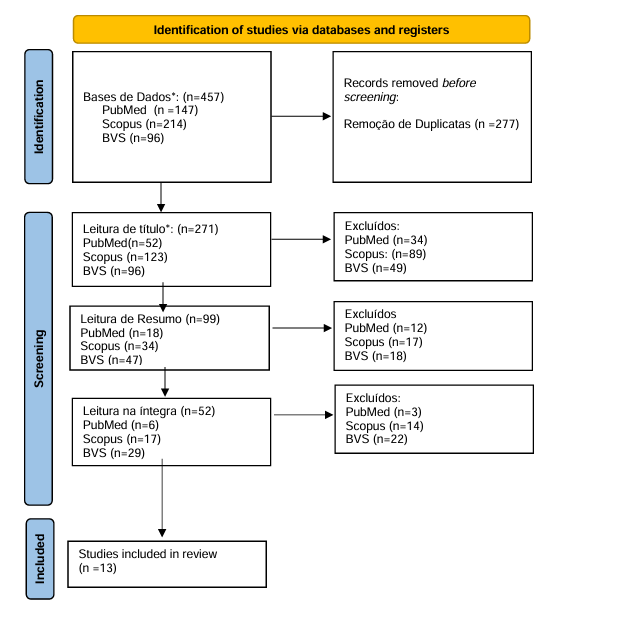 Identification of studies via databases and registers
Identification
Bases de Dados*: (n=457)
PubMed (n =147)
Scopus (n=214)
BVS (n=96)
Records removed before
screening:
Remoção de Duplicatas (n =277)
Screening
Leitura de título*: (n=271)
PubMed(n=52)
Scopus (n=123)
BVS (n=96)
Excluídos:
PubMed (n=34)
Scopus: (n=89)
BVS (n=49)
Leitura de Resumo (n=99)
PubMed (n=18)
Scopus (n=34)
BVS (n=47)
Excluídos
PubMed (n=12)
Scopus (n=17)
BVS (n=18)
Leitura na íntegra (n=52)
PubMed (n=6)
Scopus (n=17)
BVS (n=29)
Excluídos:
PubMed (n=3)
Scopus (n=14)
BVS (n=22)
Included
Studies included in review
(n =13)